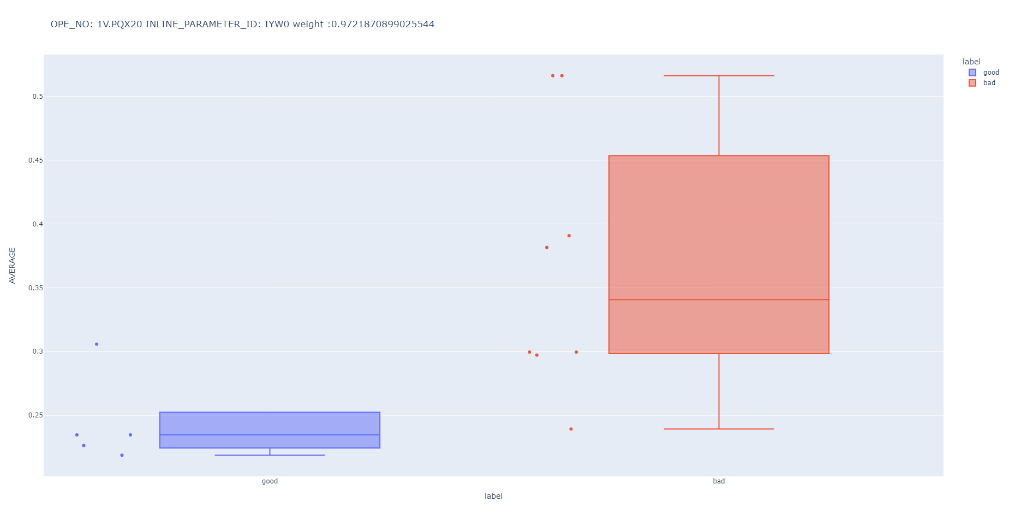 OPE_NO: 1V.PQX20 INLINE_PARAMETER_ID: IYW0 weight :0.9721870899025544
label
good
bad
0.5
0.45
0.4
0.35
0.3
0.25
AVERAGE
good
bad
label